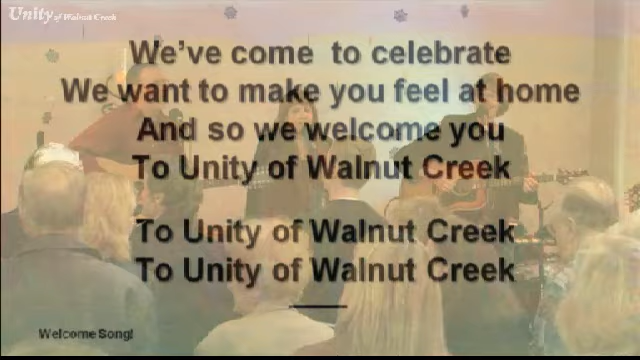 Unity of Walnut Creek
We've come to celebrate
We want to make you feel at home
And so we welcome you
To Unity of Walnut Creek
To Unity of Walnut Creek
To Unity of Walnut Creek
Welcome Song!